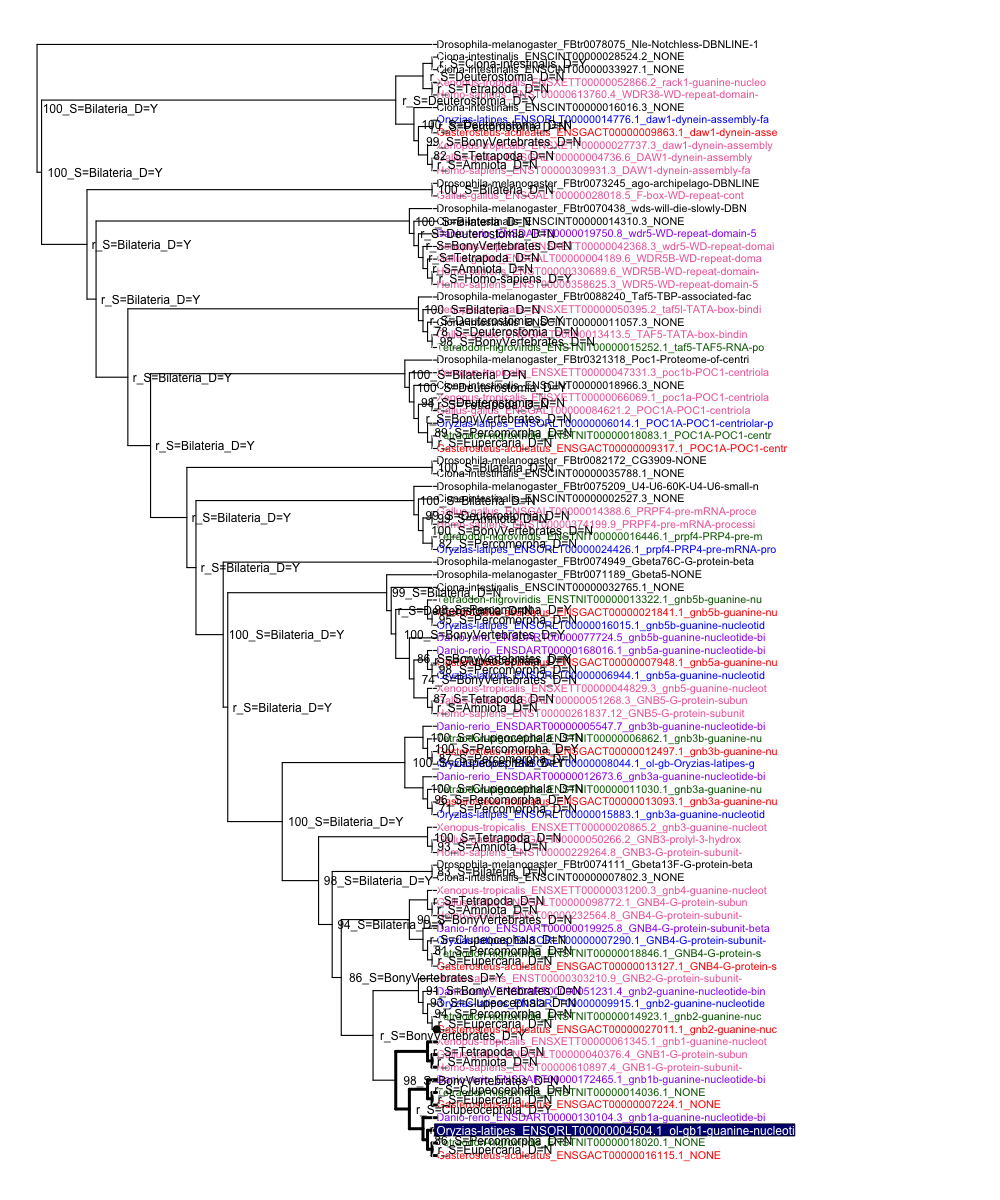 Drosophila-melanogaster_FBtr0078075_Nle-Notchless-DBNLINE-1
Ciona-intestinalis_ENSCINT00000028524.2_NONE
r_S=Ciona-intestinalis_D=Y
Ciona-intestinalis_ENSCINT00000033927.1_NONE
r_S=Deuterostomia_D=N
Xenopus-tropicalis_ENSXETT00000052866.2_rack1-guanine-nucleo
r_S=Tetrapoda_D=N
Homo-sapiens_ENST00000613760.4_WDR38-WD-repeat-domain-
r_S=Deuterostomia_D=Y
100_S=Bilateria_D=Y
Ciona-intestinalis_ENSCINT00000016016.3_NONE
Oryzias-latipes_ENSORLT00000014776.1_daw1-dynein-assembly-fa
100_S=Percomorpha_D=N
Gasterosteus-aculeatus_ENSGACT00000009863.1_daw1-dynein-asse
99_S=BonyVertebrates_D=N
Xenopus-tropicalis_ENSXETT00000027737.3_daw1-dynein-assembly
82_S=Tetrapoda_D=N
Gallus-gallus_ENSGALT00000004736.6_DAW1-dynein-assembly
r_S=Amniota_D=N
Homo-sapiens_ENST00000309931.3_DAW1-dynein-assembly-fa
100_S=Bilateria_D=Y
Drosophila-melanogaster_FBtr0073245_ago-archipelago-DBNLINE
100_S=Bilateria_D=N
Gallus-gallus_ENSGALT00000028018.5_F-box-WD-repeat-cont
Drosophila-melanogaster_FBtr0070438_wds-will-die-slowly-DBN
100_S=Bilateria_D=N
Ciona-intestinalis_ENSCINT00000014310.3_NONE
r_S=Deuterostomia_D=N
Danio-rerio_ENSDART00000019750.8_wdr5-WD-repeat-domain-5
r_S=Bilateria_D=Y
r_S=BonyVertebrates_D=N
Xenopus-tropicalis_ENSXETT00000042368.3_wdr5-WD-repeat-domai
r_S=Tetrapoda_D=N
Gallus-gallus_ENSGALT00000004189.6_WDR5B-WD-repeat-doma
r_S=Amniota_D=N
Homo-sapiens_ENST00000330689.6_WDR5B-WD-repeat-domain-
r_S=Homo-sapiens_D=Y
Homo-sapiens_ENST00000358625.3_WDR5-WD-repeat-domain-5
r_S=Bilateria_D=Y
Drosophila-melanogaster_FBtr0088240_Taf5-TBP-associated-fac
100_S=Bilateria_D=N
Xenopus-tropicalis_ENSXETT00000050395.2_taf5l-TATA-box-bindi
r_S=Deuterostomia_D=Y
Ciona-intestinalis_ENSCINT00000011057.3_NONE
78_S=Deuterostomia_D=N
Gallus-gallus_ENSGALT00000013413.5_TAF5-TATA-box-bindin
98_S=BonyVertebrates_D=N
Tetraodon-nigroviridis_ENSTNIT00000015252.1_taf5-TAF5-RNA-po
Drosophila-melanogaster_FBtr0321318_Poc1-Proteome-of-centri
100_S=Bilateria_D=N
Xenopus-tropicalis_ENSXETT00000047331.3_poc1b-POC1-centriola
r_S=Bilateria_D=Y
100_S=Deuterostomia_D=Y
Ciona-intestinalis_ENSCINT00000018966.3_NONE
98_S=Deuterostomia_D=N
Xenopus-tropicalis_ENSXETT00000066069.1_poc1a-POC1-centriola
r_S=Tetrapoda_D=N
Gallus-gallus_ENSGALT00000084621.2_POC1A-POC1-centriola
r_S=BonyVertebrates_D=N
Oryzias-latipes_ENSORLT00000006014.1_POC1A-POC1-centriolar-p
89_S=Percomorpha_D=N
Tetraodon-nigroviridis_ENSTNIT00000018083.1_POC1A-POC1-centr
r_S=Eupercaria_D=N
Gasterosteus-aculeatus_ENSGACT00000009317.1_POC1A-POC1-centr
r_S=Bilateria_D=Y
Drosophila-melanogaster_FBtr0082172_CG3909-NONE
100_S=Bilateria_D=N
Ciona-intestinalis_ENSCINT00000035788.1_NONE
Drosophila-melanogaster_FBtr0075209_U4-U6-60K-U4-U6-small-n
100_S=Bilateria_D=N
Ciona-intestinalis_ENSCINT00000002527.3_NONE
99_S=Deuterostomia_D=N
Gallus-gallus_ENSGALT00000014388.6_PRPF4-pre-mRNA-proce
r_S=Bilateria_D=Y
Homo-sapiens_ENST00000374199.9_PRPF4-pre-mRNA-processi
100_S=BonyVertebrates_D=N
Tetraodon-nigroviridis_ENSTNIT00000016446.1_prpf4-PRP4-pre-m
82_S=Percomorpha_D=N
Oryzias-latipes_ENSORLT00000024426.1_prpf4-PRP4-pre-mRNA-pro
r_S=Bilateria_D=Y
Drosophila-melanogaster_FBtr0074949_Gbeta76C-G-protein-beta
Drosophila-melanogaster_FBtr0071189_Gbeta5-NONE
99_S=Bilateria_D=N
Ciona-intestinalis_ENSCINT00000032765.1_NONE
Tetraodon-nigroviridis_ENSTNIT00000013322.1_gnb5b-guanine-nu
r_S=Deuterostomia_D=N
Gasterosteus-aculeatus_ENSGACT00000021841.1_gnb5b-guanine-nu
95_S=Percomorpha_D=N
Oryzias-latipes_ENSORLT00000016015.1_gnb5b-guanine-nucleotid
100_S=Bilateria_D=Y
100_S=BonyVertebrates_D=Y
Danio-rerio_ENSDART00000077724.5_gnb5b-guanine-nucleotide-bi
Danio-rerio_ENSDART00000168016.1_gnb5a-guanine-nucleotide-bi
86_S=BonyVertebrates_D=Y
Gasterosteus-aculeatus_ENSGACT00000007948.1_gnb5a-guanine-nu
98_S=Percomorpha_D=N
Oryzias-latipes_ENSORLT00000006944.1_gnb5a-guanine-nucleotid
74_S=BonyVertebrates_D=N
Xenopus-tropicalis_ENSXETT00000044829.3_gnb5-guanine-nucleot
87_S=Tetrapoda_D=N
Gallus-gallus_ENSGALT00000051268.3_GNB5-G-protein-subun
r_S=Amniota_D=N
r_S=Bilateria_D=Y
Homo-sapiens_ENST00000261837.12_GNB5-G-protein-subunit
Danio-rerio_ENSDART00000005547.7_gnb3b-guanine-nucleotide-bi
100_S=Clupeocephala_D=N
Tetraodon-nigroviridis_ENSTNIT00000006862.1_gnb3b-guanine-nu
100_S=Percomorpha_D=Y
Gasterosteus-aculeatus_ENSGACT00000012497.1_gnb3b-guanine-nu
Oryzias-latipes_ENSORLT00000008044.1_ol-gb-Oryzias-latipes-g
Danio-rerio_ENSDART00000012673.6_gnb3a-guanine-nucleotide-bi
100_S=Clupeocephala_D=N
Tetraodon-nigroviridis_ENSTNIT00000011030.1_gnb3a-guanine-nu
96_S=Percomorpha_D=Y
Gasterosteus-aculeatus_ENSGACT00000013093.1_gnb3a-guanine-nu
71_S=Percomorpha_D=N
Oryzias-latipes_ENSORLT00000015883.1_gnb3a-guanine-nucleotid
100_S=Bilateria_D=Y
Xenopus-tropicalis_ENSXETT00000020865.2_gnb3-guanine-nucleot
100_S=Tetrapoda_D=N
Gallus-gallus_ENSGALT00000050266.2_GNB3-prolyl-3-hydrox
93_S=Amniota_D=N
Homo-sapiens_ENST00000229264.8_GNB3-G-protein-subunit-
Drosophila-melanogaster_FBtr0074111_Gbeta13F-G-protein-beta
83_S=Bilateria_D=N
Ciona-intestinalis_ENSCINT00000007802.3_NONE
98_S=Bilateria_D=Y
Xenopus-tropicalis_ENSXETT00000031200.3_gnb4-guanine-nucleot
r_S=Tetrapoda_D=N
Gallus-gallus_ENSGALT00000098772.1_GNB4-G-protein-subun
r_S=Amniota_D=N
Homo-sapiens_ENST00000232564.8_GNB4-G-protein-subunit-
99_S=BonyVertebrates_D=N
94_S=Bilateria_D=Y
Danio-rerio_ENSDART00000019925.8_GNB4-G-protein-subunit-beta
r_S=Clupeocephala_D=N
Oryzias-latipes_ENSORLT00000007290.1_GNB4-G-protein-subunit-
81_S=Percomorpha_D=N
Tetraodon-nigroviridis_ENSTNIT00000018846.1_GNB4-G-protein-s
r_S=Eupercaria_D=N
Gasterosteus-aculeatus_ENSGACT00000013127.1_GNB4-G-protein-s
86_S=BonyVertebrates_D=Y
Homo-sapiens_ENST00000303210.9_GNB2-G-protein-subunit-
91_S=BonyVertebrates_D=N
Danio-rerio_ENSDART00000051231.4_gnb2-guanine-nucleotide-bin
93_S=Clupeocephala_D=N
Oryzias-latipes_ENSORLT00000009915.1_gnb2-guanine-nucleotide
94_S=Percomorpha_D=N
Tetraodon-nigroviridis_ENSTNIT00000014923.1_gnb2-guanine-nuc
r_S=Eupercaria_D=N
Gasterosteus-aculeatus_ENSGACT00000027011.1_gnb2-guanine-nuc
r_S=BonyVertebrates_D=Y
Xenopus-tropicalis_ENSXETT00000061345.1_gnb1-guanine-nucleot
r_S=Tetrapoda_D=N
Gallus-gallus_ENSGALT00000040376.4_GNB1-G-protein-subun
r_S=Amniota_D=N
Homo-sapiens_ENST00000610897.4_GNB1-G-protein-subunit-
98_S=BonyVertebrates_D=N
Danio-rerio_ENSDART00000172465.1_gnb1b-guanine-nucleotide-bi
r_S=Clupeocephala_D=N
Tetraodon-nigroviridis_ENSTNIT00000014036.1_NONE
r_S=Eupercaria_D=N
Gasterosteus-aculeatus_ENSGACT00000007224.1_NONE
r_S=Clupeocephala_D=Y
Danio-rerio_ENSDART00000130104.3_gnb1a-guanine-nucleotide-bi
Oryzias-latipes_ENSORLT00000004504.1_ol-gb1-guanine-nucleoti
86_S=Percomorpha_D=N
Tetraodon-nigroviridis_ENSTNIT00000018020.1_NONE
r_S=Eupercaria_D=N
Gasterosteus-aculeatus_ENSGACT00000016115.1_NONE